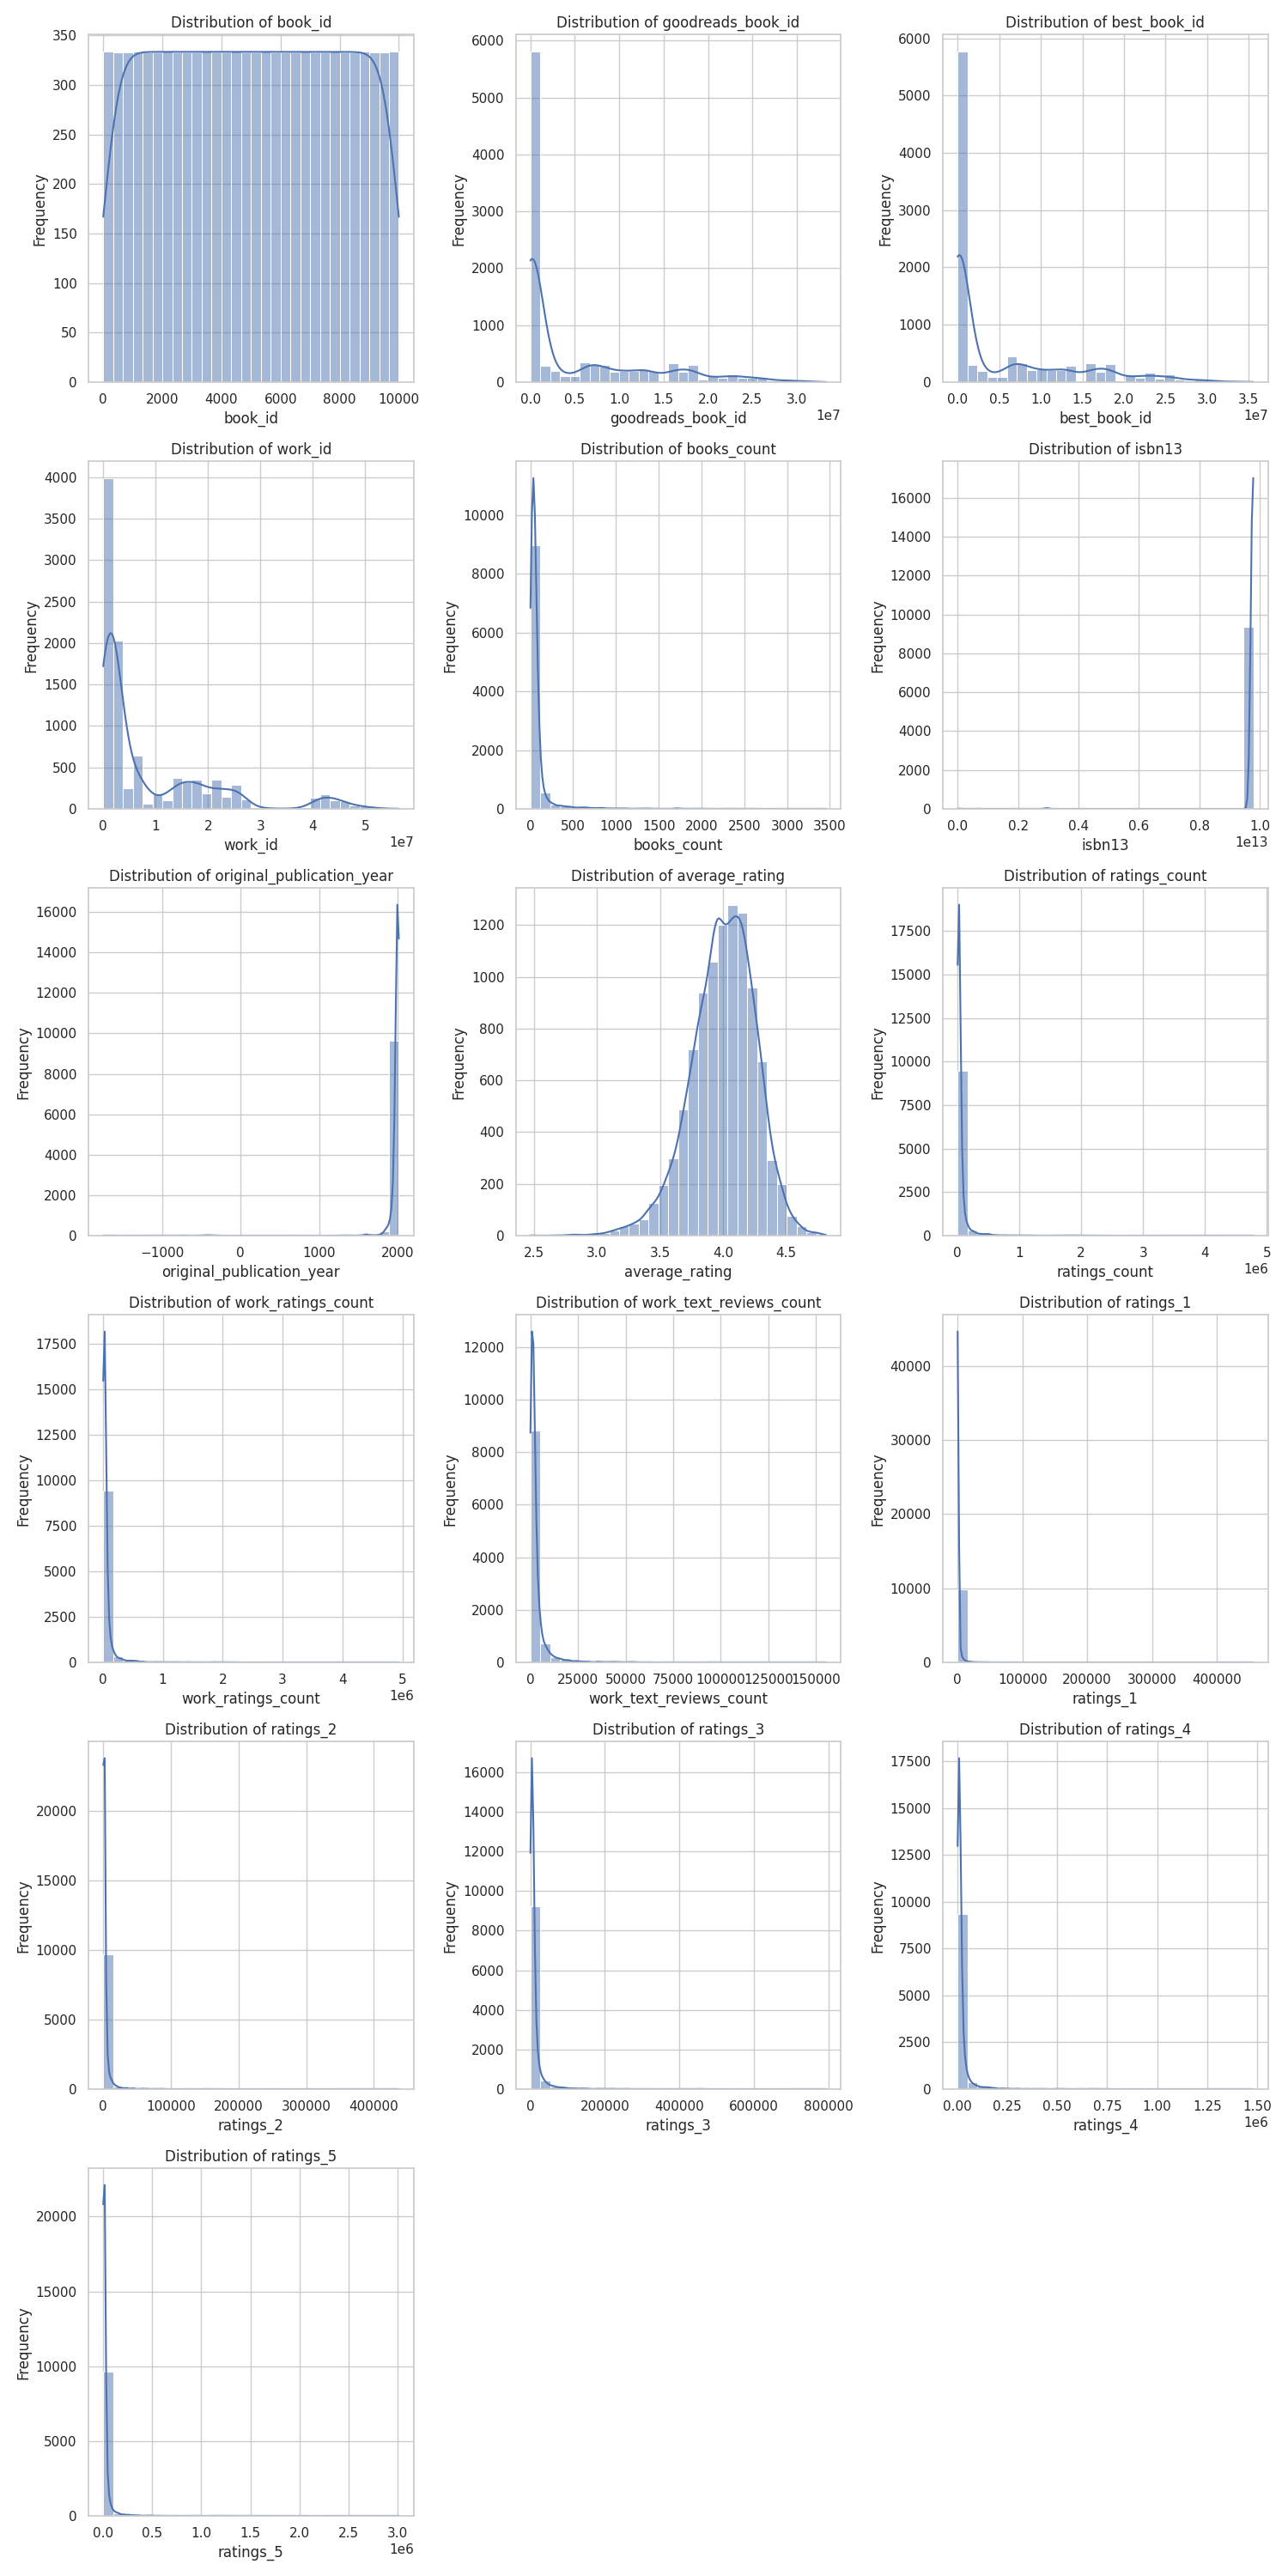 Distribution of book_id
Frequency
350
300
250
200
150
100
50
0
0 2000 4000 6000 8000 10000
book_id
Distribution of goodreads_book_id
Frequency
6000
5000
4000
3000
2000
1000
0
0.0 0.5 1.0 1.5 2.0 2.5 3.0
1e7
goodreads_book_id
Distribution of best_book_id
Frequency
6000
5000
4000
3000
2000
1000
0
0.0 0.5 1.0 1.5 2.0 2.5 3.0 3.5
1e7
best_book_id
Distribution of work_id
Frequency
4000
3500
3000
2500
2000
1500
1000
500
0
0 1 2 3 4 5
1e7
work_id
Distribution of books_count
Frequency
10000
8000
6000
4000
2000
0
0 500 1000 1500 2000 2500 3000 3500
books_count
Distribution of isbn13
Frequency
16000
14000
12000
10000
8000
6000
4000
2000
0
0.0 0.2 0.4 0.6 0.8 1.0
1e13
isbn13
Distribution of original_publication_year
Frequency
16000
14000
12000
10000
8000
6000
4000
2000
0
−1000 0 1000 2000
original_publication_year
Distribution of average_rating
Frequency
1200
1000
800
600
400
200
0
2.5 3.0 3.5 4.0 4.5
average_rating
Distribution of ratings_count
Frequency
17500
15000
12500
10000
7500
5000
2500
0
0 1 2 3 4 5
1e6
ratings_count
Distribution of work_ratings_count
Frequency
17500
15000
12500
10000
7500
5000
2500
0
0 1 2 3 4 5
1e6
work_ratings_count
Distribution of work_text_reviews_count
Frequency
12000
10000
8000
6000
4000
2000
0
0 25000 50000 75000 100000 125000 150000
work_text_reviews_count
Distribution of ratings_1
Frequency
40000
30000
20000
10000
0
0 100000 200000 300000 400000
ratings_1
Distribution of ratings_2
Frequency
20000
15000
10000
5000
0
0 100000 200000 300000 400000
ratings_2
Distribution of ratings_3
Frequency
16000
14000
12000
10000
8000
6000
4000
2000
0
0 200000 400000 600000 800000
ratings_3
Distribution of ratings_4
Frequency
17500
15000
12500
10000
7500
5000
2500
0
0.00 0.25 0.50 0.75 1.00 1.25 1.50
1e6
ratings_4
Distribution of ratings_5
Frequency
20000
15000
10000
5000
0
0.0 0.5 1.0 1.5 2.0 2.5 3.0
1e6
ratings_5